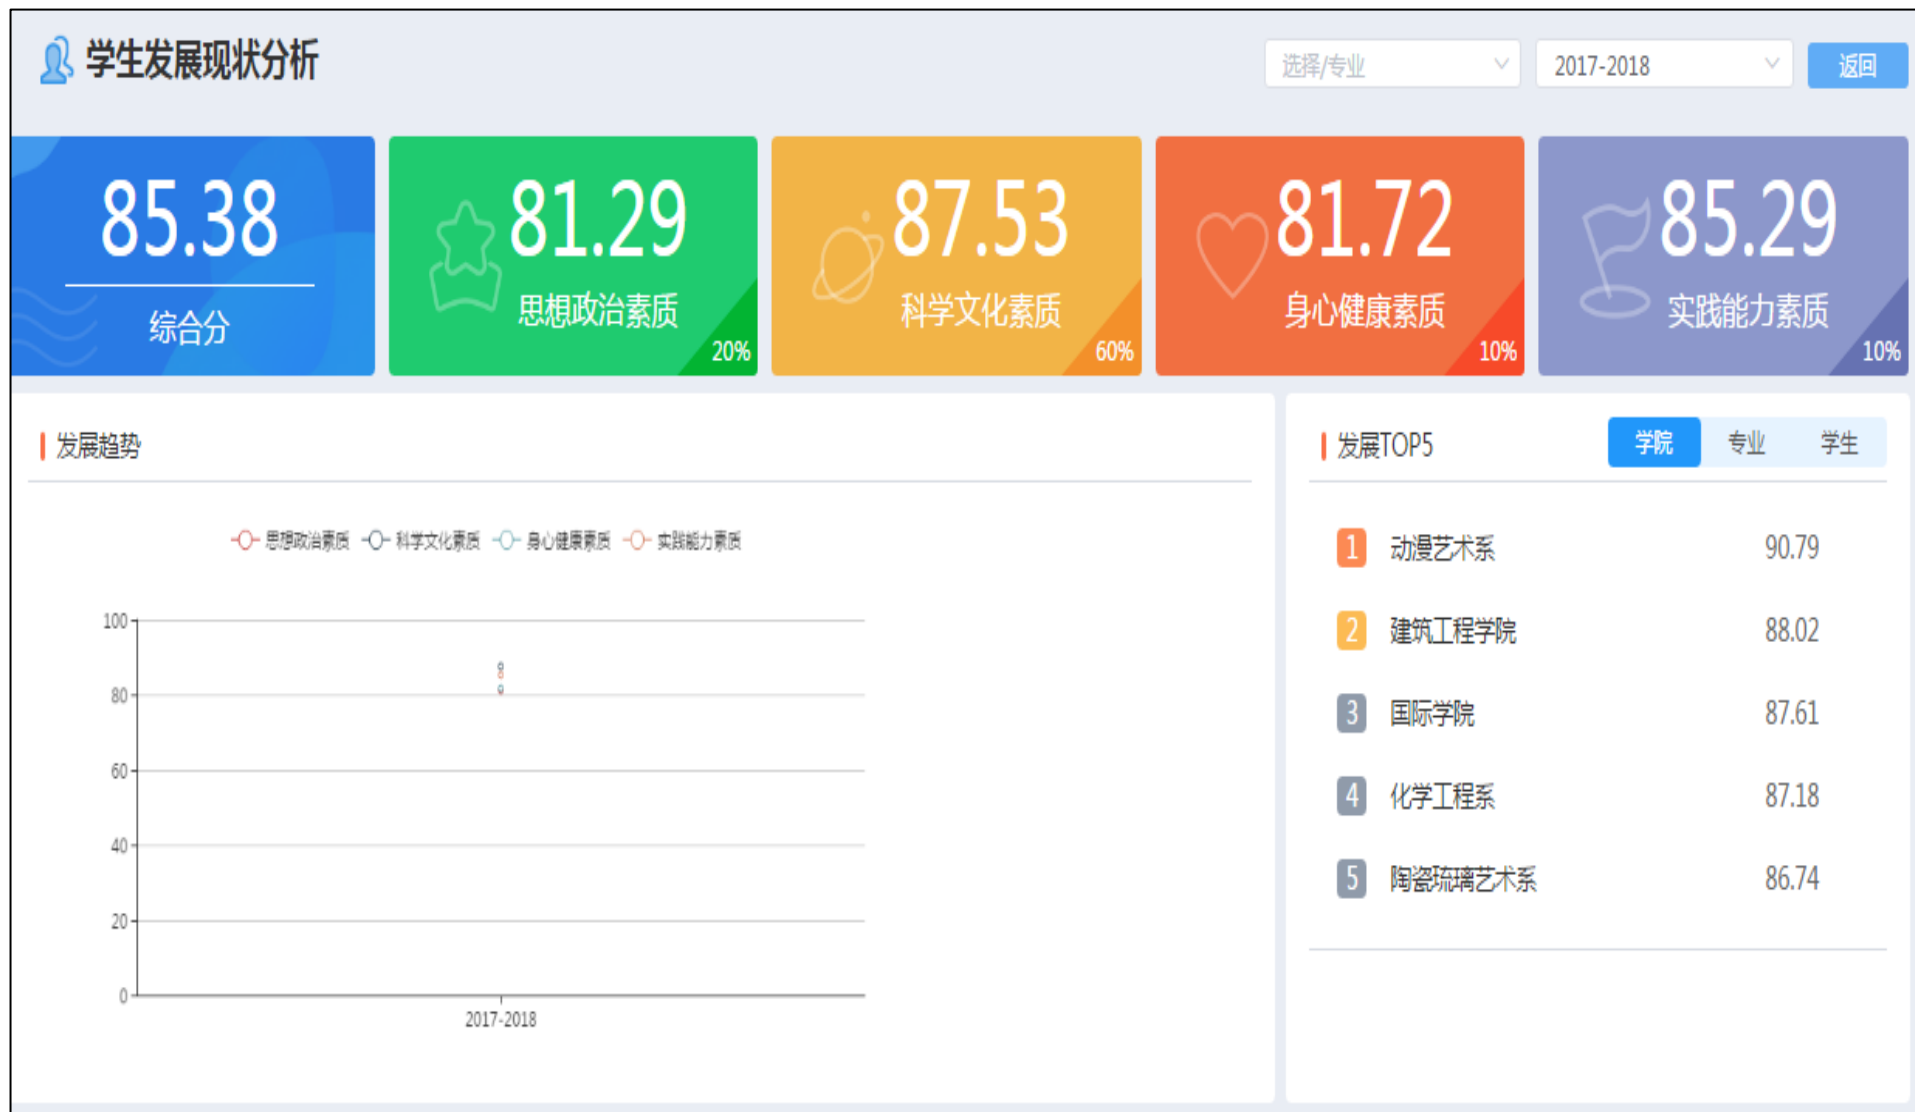 学生发展现状分析
选择/专业
2017-2018
返回
85.38
综合分
81.29
思想政治素质
20%
87.53
科学文化素质
60%
81.72
身心健康素质
10%
85.29
实践能力素质
10%
发展趋势
思想政治素质 科学文化素质 身心健康素质 实践能力素质
100
80
60
40
20
0
2017-2018
发展TOP5
学院 专业 学生
1 动漫艺术系 90.79
2 建筑工程学院 88.02
3 国际学院 87.61
4 化学工程系 87.18
5 陶瓷琉璃艺术系 86.74